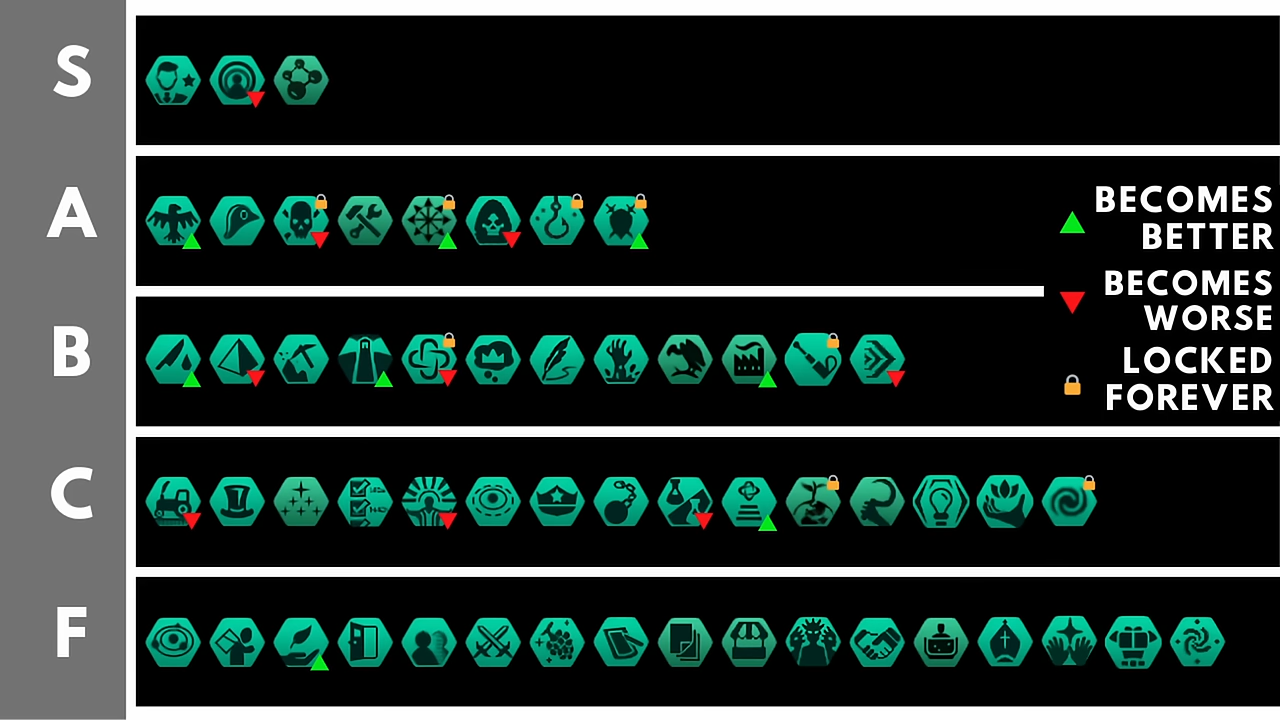 S
A
BECOMES
BETTER
BECOMES
WORSE
B
LOCKED
FOREVER
C
F